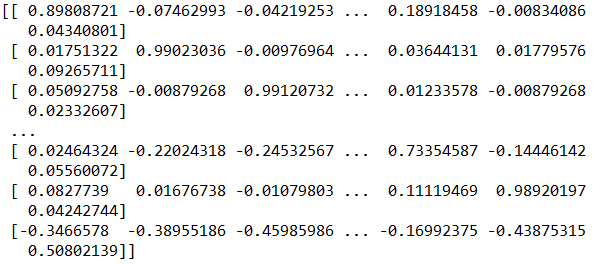 [[ 0.89808721 -0.07462993 -0.04219253 ... 0.18918458 -0.00834086
0.04340801]
[ 0.01751322 0.99023036 -0.00976964 ... 0.03644131 0.01779576
0.09265711]
[ 0.05092758 -0.00879268 0.99120732 ... 0.01233578 -0.00879268
0.02332607]
...
[ 0.02464324 -0.22024318 -0.24532567 ... 0.73354587 -0.14446142
0.05560072]
[ 0.0827739 0.01676738 -0.01079803 ... 0.11119469 0.98920197
0.04242744]
[-0.3466578 -0.38955186 -0.45985986 ... -0.16992375 -0.43875315
0.50802139]]